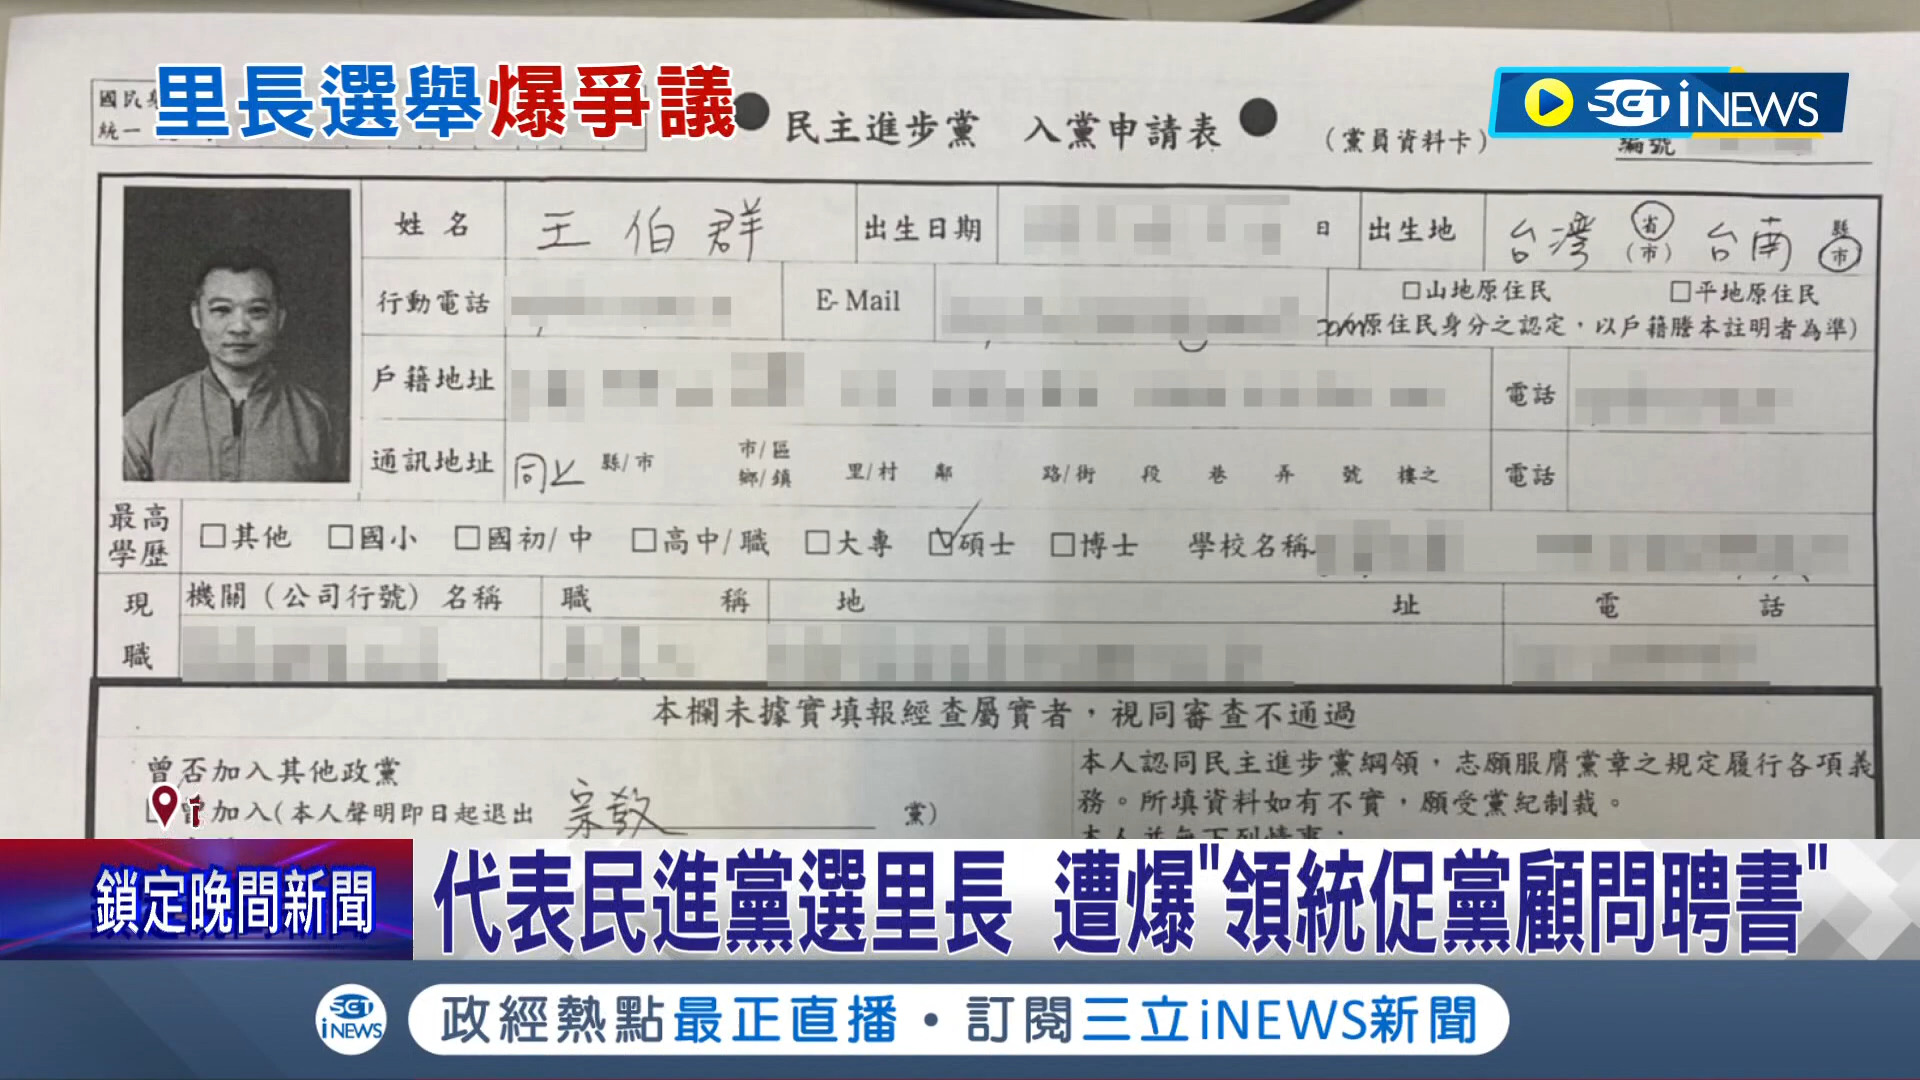 里長選舉爆爭議
SET iNEWS
國民身
統一
民主進步黨 入黨申請表
(黨員資料卡)
編號
姓名 王伯群 出生日期 日 出生地 台灣 省(市) 台南 縣市
行動電話 E-Mail □山地原住民 □平地原住民
原住民身分之認定,以戶籍謄本註明者為準)
戶籍地址 電話
通訊地址 同上 縣/市 市/區 鄉/鎮 里/村 鄰 路/街 段 巷 弄 號 樓之 電話
最高學歷 □其他 □國小 □國初/中 □高中/職 □大專 ☑碩士 □博士 學校名稱
現職 機關(公司行號)名稱 職稱 地址 電話
本欄未據實填報經查屬實者,視同審查不通過
曾否加入其他政黨
曾加入(本人聲明即日起退出 宗教 黨)
本人認同民主進步黨綱領,志願服膺黨章之規定履行各項義
務。所填資料如有不實,願受黨紀制裁。
本人並無下列情事:
鎖定晚間新聞
代表民進黨選里長 遭爆"領統促黨顧問聘書"
SET iNEWS
政經熱點最正直播・訂閱三立iNEWS新聞